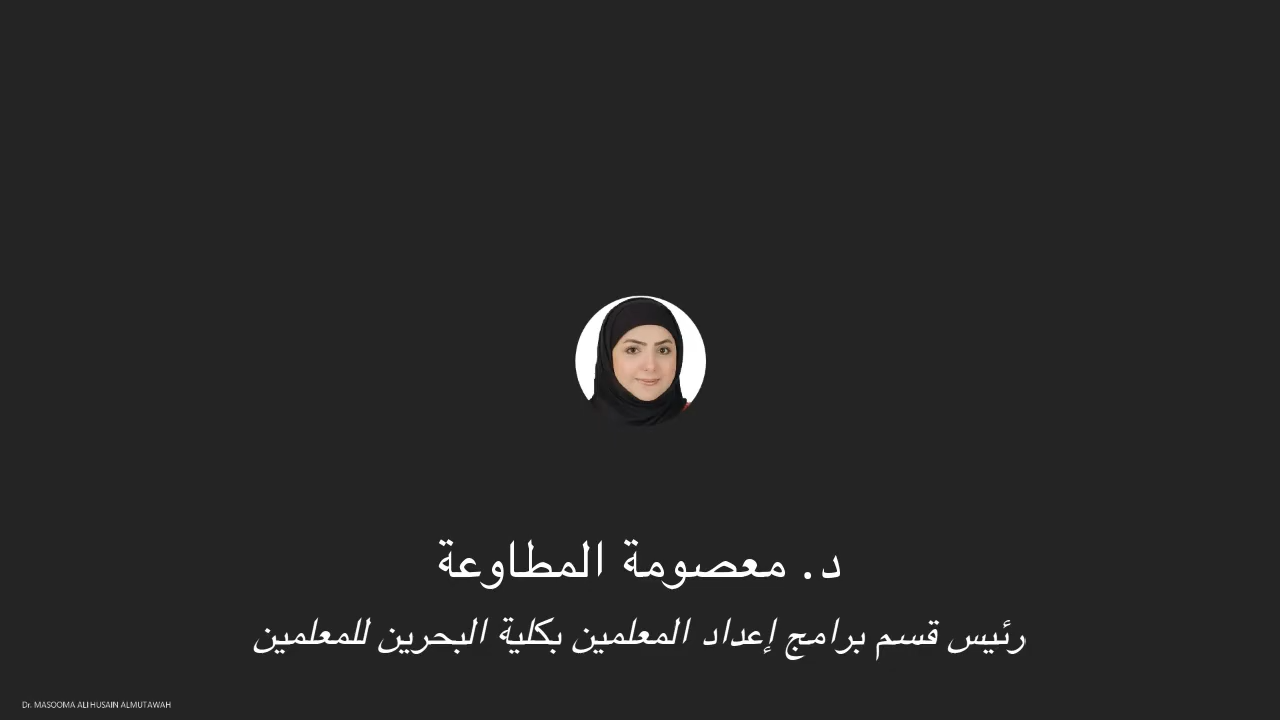 د. معصومة المطاوعة
رئيس قسم برامج إعداد المعلمين بكلية البحرين للمعلمين
Dr. MASOOMA ALI HUSAIN ALMUTAWAH